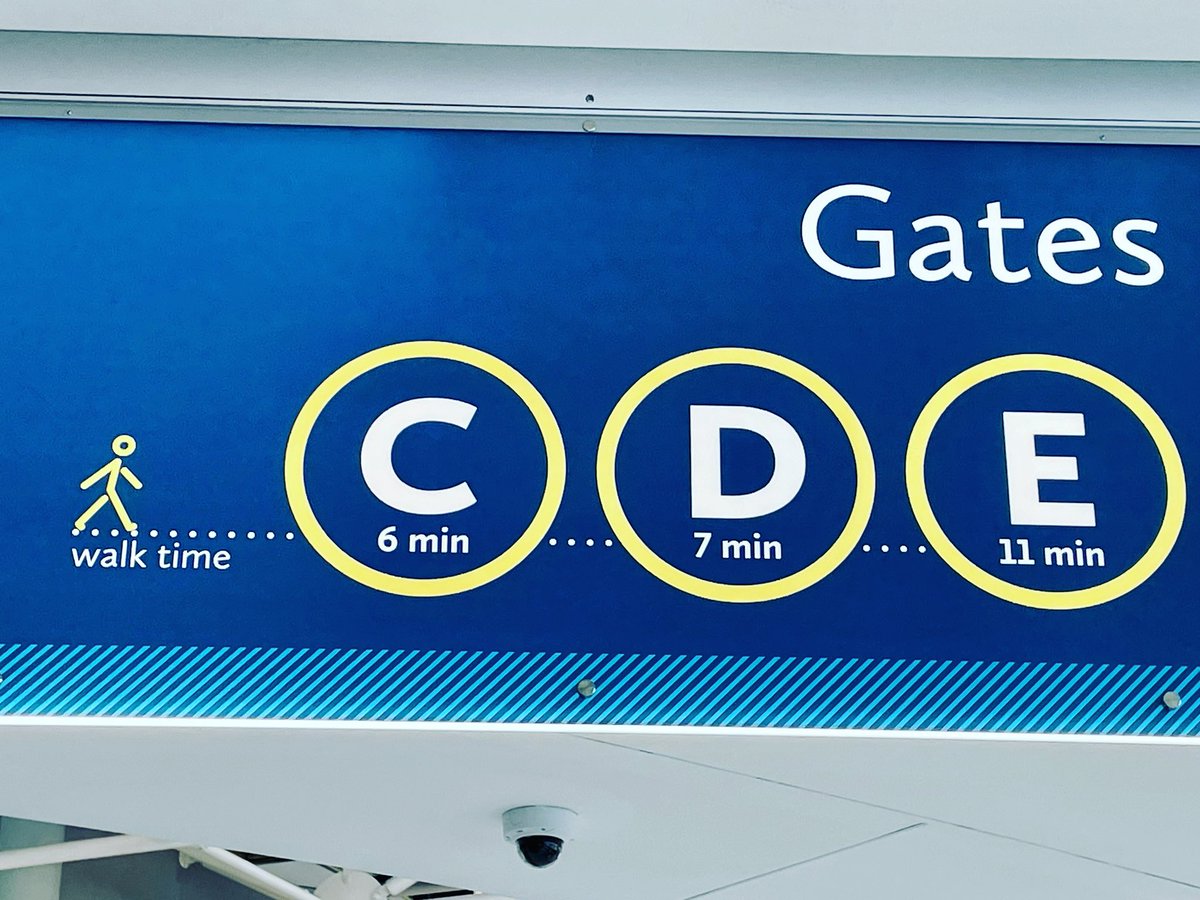 Gates
C D E
6 min 7 min 11 min
walk time